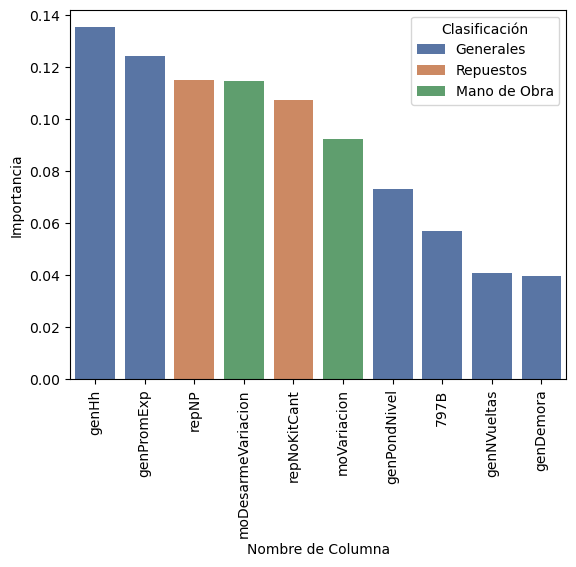 0.14
0.12
0.10
0.08
0.06
0.04
0.02
0.00
Importancia
Clasificación
Generales
Repuestos
Mano de Obra
genHh
genPromExp
repNP
moDesarmeVariacion
repNoKitCant
moVariacion
genPondNivel
797B
genNVueltas
genDemora
Nombre de Columna